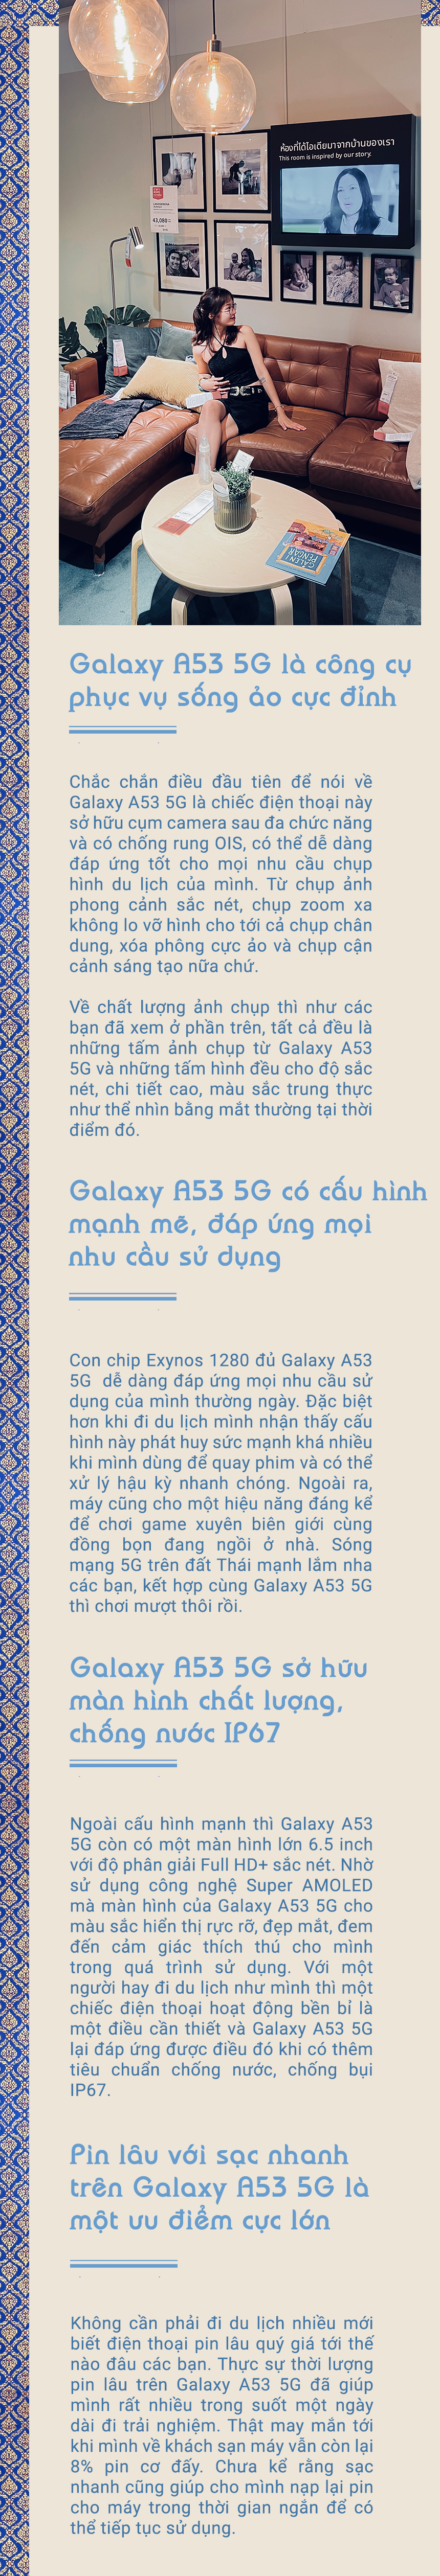 ห้องที่ได้ไอเดียมาจากบ้านของเรา
This room is inspired by our story.
43,089
GALENJ
PENGAR
Galaxy A53 5G là công cụ
phục vụ sống ảo cực đỉnh
Chắc chắn điều đầu tiên để nói về
Galaxy A53 5G là chiếc điện thoại này
sở hữu cụm camera sau đa chức năng
và có chống rung OIS, có thể dễ dàng
đáp ứng tốt cho mọi nhu cầu chụp
hình du lịch của mình. Từ chụp ảnh
phong cảnh sắc nét, chụp zoom xa
không lo vỡ hình cho tới cả chụp chân
dung, xóa phông cực ảo và chụp cận
cảnh sáng tạo nữa chứ.
Về chất lượng ảnh chụp thì như các
bạn đã xem ở phần trên, tất cả đều là
những tấm ảnh chụp từ Galaxy A53
5G và những tấm hình đều cho độ sắc
nét, chi tiết cao, màu sắc trung thực
như thể nhìn bằng mắt thường tại thời
điểm đó.
Galaxy A53 5G có cấu hình
mạnh mẽ, đáp ứng mọi
nhu cầu sử dụng
Con chip Exynos 1280 đủ Galaxy A53
5G dễ dàng đáp ứng mọi nhu cầu sử
dụng của mình thường ngày. Đặc biệt
hơn khi đi du lịch mình nhận thấy cấu
hình này phát huy sức mạnh khá nhiều
khi mình dùng để quay phim và có thể
xử lý hậu kỳ nhanh chóng. Ngoài ra,
máy cũng cho một hiệu năng đáng kể
để chơi game xuyên biên giới cùng
đồng bọn đang ngồi ở nhà. Sóng
mạng 5G trên đất Thái mạnh lắm nha
các bạn, kết hợp cùng Galaxy A53 5G
thì chơi mượt thôi rồi.
Galaxy A53 5G sở hữu
màn hình chất lượng,
chống nước IP67
Ngoài cấu hình mạnh thì Galaxy A53
5G còn có một màn hình lớn 6.5 inch
với độ phân giải Full HD+ sắc nét. Nhờ
sử dụng công nghệ Super AMOLED
mà màn hình của Galaxy A53 5G cho
màu sắc hiển thị rực rỡ, đẹp mắt, đem
đến cảm giác thích thú cho mình
trong quá trình sử dụng. Với một
người hay đi du lịch như mình thì một
chiếc điện thoại hoạt động bền bỉ là
một điều cần thiết và Galaxy A53 5G
lại đáp ứng được điều đó khi có thêm
tiêu chuẩn chống nước, chống bụi
IP67.
Pin lâu với sạc nhanh
trên Galaxy A53 5G là
một ưu điểm cực lớn
Không cần phải đi du lịch nhiều mới
biết điện thoại pin lâu quý giá tới thế
nào đâu các bạn. Thực sự thời lượng
pin lâu trên Galaxy A53 5G đã giúp
mình rất nhiều trong suốt một ngày
dài đi trải nghiệm. Thật may mắn tới
khi mình về khách sạn máy vẫn còn lại
8% pin cơ đấy. Chưa kể rằng sạc
nhanh cũng giúp cho mình nạp lại pin
cho máy trong thời gian ngắn để có
thể tiếp tục sử dụng.